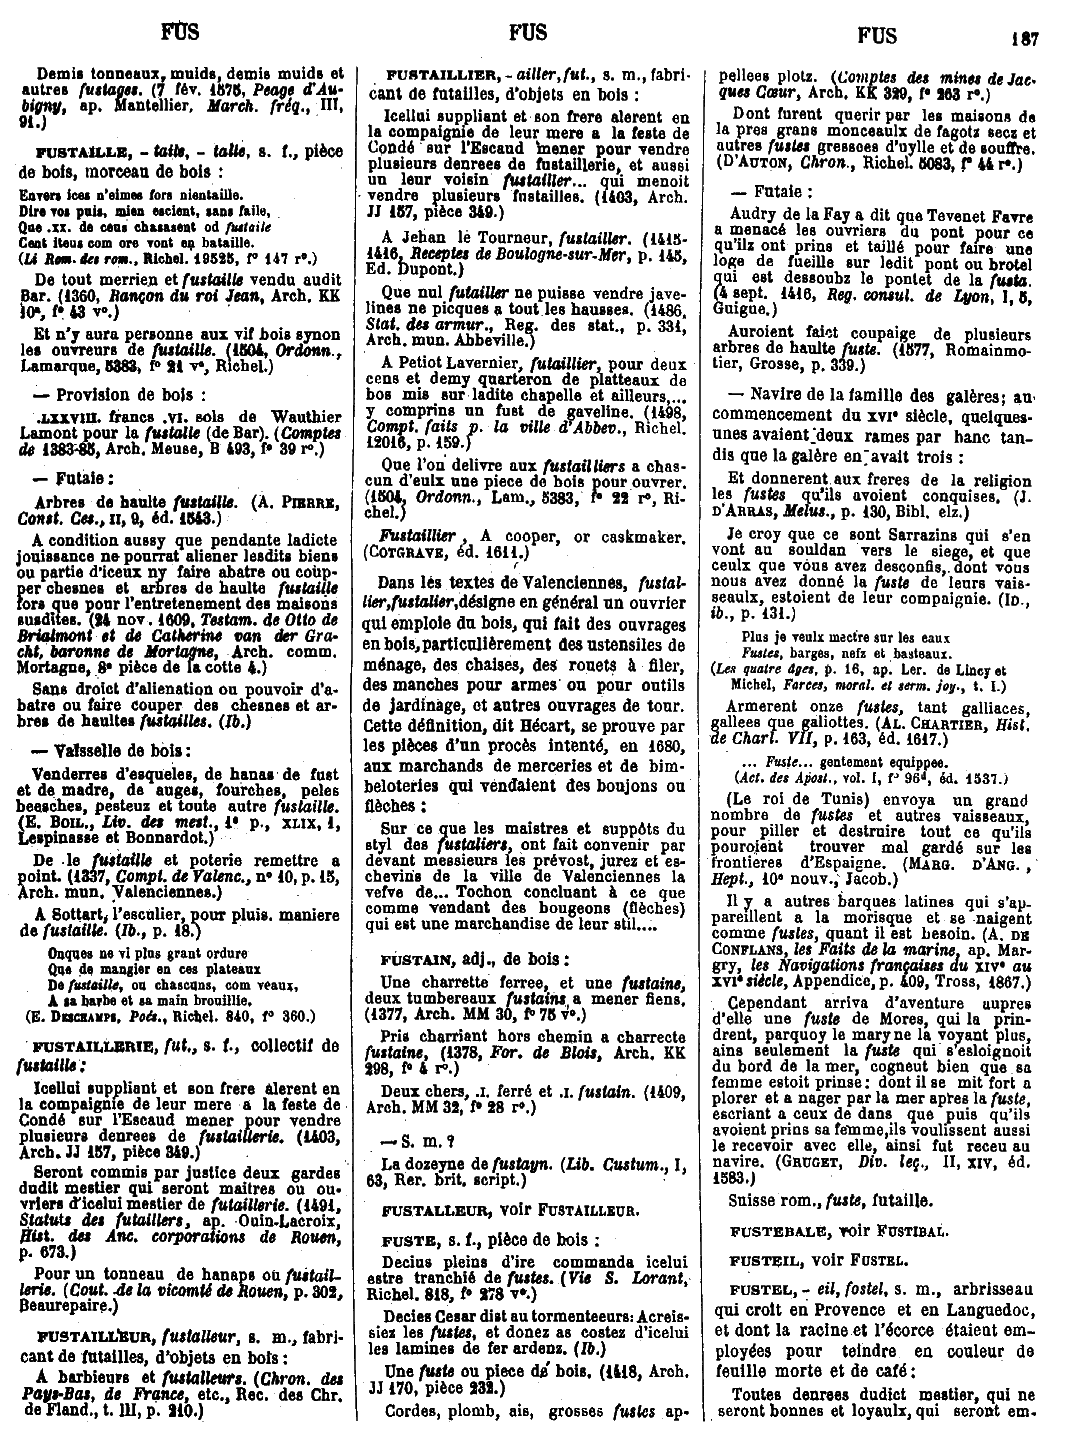 FUS
FUS
FUS
187
Demis tonneaux, muids, demis muids et
autres fustages. (7 fév. 1576, Peage d'Au-
bigny, ap. Mantellier, March. fréq., III,
91.)
FUSTAILLE, - taile, - talie, s. f., pièce
de bois, morceau de bois :
Envers ices n'eimes fors nientaille.
Dire vos puis, mien escient, sans faile,
Que .xx. de ceus chassent od fustaile
Cent iteus com ore vont en bataille.
(Li Rom. des rom., Richel. 19525, f° 147 r°.)
De tout merrien et fustaille vendu audit
Bar. (1360, Rançon du roi Jean, Arch. KK
10ª, f° 43 v°.)
Et n'y aura personne aux vif bois synon
les ouvreurs de fustaille. (1504, Ordonn.,
Lamarque, 5383, f° 21 v°, Richel.)
— Provision de bois :
.LXXVIII. francs .VI. sols de Wauthier
Lamont pour la fustalle (de Bar). (Comptes
de 1383-85, Arch. Meuse, B 493, f° 39 r°.)
— Futaie :
Arbres de haulte fustaille. (A. PIERRE,
Const. Ces., II, 9, éd. 1543.)
A condition aussy que pendante ladicte
jouissance ne pourrat aliener lesdits biens
ou partie d'iceux ny faire abatre ou coup-
per chesnes et arbres de haulte fustaille
fors que pour l'entretenement des maisons
susdites. (24 nov. 1609, Testam. de Otto de
Brialmont et de Catherine van der Gra-
cht, baronne de Mortagne, Arch. comm.
Mortagne, 8ª pièce de la cotte 4.)
Sans droict d'alienation ou pouvoir d'a-
batre ou faire couper des chesnes et ar-
bres de haultes fustailles. (Ib.)
— Vaisselle de bois :
Venderres d'esqueles, de hanas de fust
et de madre, de auges, fourches, peles
beasches, pesteuz et toute autre fustaille.
(E. BOIL., Liv. des mest., 1ª p., XLIX, 1,
Lespinasse et Bonnardot.)
De le fustaille et poterie remettre a
point. (1337, Compt. de Valenc., n° 10, p. 15,
Arch. mun. Valenciennes.)
A Sottart, l'esculier, pour pluis. maniere
de fustaille. (Ib., p. 18.)
Onques ne vi plus grant ordure
Que de mangier en ces plateaux
De fustaille, ou chascuns, com veaux,
A sa barbe et sa main brouille.
(E. DESCHAMPS, Poés., Richel. 840, f° 360.)
FUSTAILLERIE, fut., s. f., collectif de
fustaille :
Icellui suppliant et son frere alerent en
la compaignie de leur mere a la feste de
Condé sur l'Escaud mener pour vendre
plusieurs denrees de fustaillerie. (1403,
Arch. JJ 157, pièce 349.)
Seront commis par justice deux gardes
dudit mestier qui seront maitres ou ou-
vriers d'icelui mestier de futaillerie. (1491,
Statuts des futailliers, ap. Ouin-Lacroix,
Hist. des Anc. corporations de Rouen,
p. 673.)
Pour un tonneau de hanaps ou fustail-
lerie. (Cout. de la vicomté de Rouen, p. 302,
Beaurepaire.)
FUSTAILLEUR, fustalleur, s. m., fabri-
cant de futailles, d'objets en bois :
A barbieurs et fustalleurs. (Chron. des
Pays-Bas, de France, etc., Rec. des Chr.
de Fland., t. III, p. 210.)
FUSTAILLIER, - ailler, fut., s. m., fabri-
cant de futailles, d'objets en bois :
Icellui suppliant et son frere alerent en
la compaignie de leur mere a la feste de
Condé sur l'Escaud mener pour vendre
plusieurs denrees de fustaillerie, et aussi
un leur voisin fustaillier... qui menoit
vendre plusieurs fustailles. (1403, Arch.
JJ 157, pièce 349.)
A Jehan le Tourneur, fustailler. (1415-
1416, Receptes de Boulogne-sur-Mer, p. 145,
Ed. Dupont.)
Que nul futailler ne puisse vendre jave-
lines ne picques a tout les hausses. (1486,
Stat. des armur., Reg. des stat., p. 331,
Arch. mun. Abbeville.)
A Petiot Lavernier, futaillier, pour deux
cens et demy quarteron de platteaux de
bos mis sur ladite chapelle et ailleurs,...
y comprins un fust de gaveline. (1498,
Compt. faits p. la ville d'Abbev., Richel.
12016, p. 159.)
Que l'on delivre aux fustailliers a chas-
cun d'eulx une piece de bois pour ouvrer.
(1504, Ordonn., Lam., 5383, f° 22 r°, Ri-
chel.)
Fustaillier, A cooper, or caskmaker.
(COTGRAVE, éd. 1611.)
Dans les textes de Valenciennes, fustal-
lier, fustalier, désigne en général un ouvrier
qui emploie du bois, qui fait des ouvrages
en bois, particulièrement des ustensiles de
ménage, des chaises, des rouets à filer,
des manches pour armes ou pour outils
de jardinage, et autres ouvrages de tour.
Cette définition, dit Hécart, se prouve par
les pièces d'un procès intenté, en 1680,
aux marchands de merceries et de bim-
beloteries qui vendaient des boujons ou
flèches :
Sur ce que les maistres et suppôts du
styl des fustaliers, ont fait convenir par
devant messieurs les prévost, jurez et es-
chevins de la ville de Valenciennes la
vefve de... Tochon concluant à ce que
comme vendant des bougeons (flèches)
qui est une marchandise de leur stil....
FUSTAIN, adj., de bois :
Une charrette ferree, et une fustaine,
deux tumbereaux fustains a mener fiens.
(1377, Arch. MM 30, f° 75 v°.)
Pris charriant hors chemin a charrecte
fustaine, (1378, For. de Blois, Arch. KK
298, f° 4 r°.)
Deux chers, .I. ferré et .I. fustain. (1409,
Arch. MM 32, f° 28 r°.)
— S. m. ?
La dozeyne de fustayn. (Lib. Custum., I,
63, Rer. brit. script.)
FUSTALLEUR, voir FUSTAILLEUR.
FUSTE, s. f., pièce de bois :
Decius pleins d'ire commanda icelui
estre tranchié de fustes. (Vie S. Lorant,
Richel. 818, f° 278 v°.)
Decies Cesar dist au tormenteeurs: Acreis-
siez les fustes, et donez as costez d'icelui
les lamines de fer ardenz. (Ib.)
Une fuste ou piece de bois. (1418, Arch.
JJ 170, pièce 232.)
Cordes, plomb, ais, grosses fustes ap-
pellees plotz. (Comptes des mines de Jac-
ques Cœur, Arch. KK 329, f° 263 r°.)
Dont furent querir par les maisons de
la pres grans monceaulx de fagotz secz et
autres fustes gressees d'uylle et de souffre.
(D'AUTON, Chron., Richel. 5083, f° 44 r°.)
— Futaie :
Audry de la Fay a dit que Tevenet Favre
a menacé les ouvriers du pont pour ce
qu'ilz ont prins et taillé pour faire une
loge de fueille sur ledit pont ou brotel
qui est dessoubz le pontet de la fusta.
(4 sept. 1416, Reg. consul. de Lyon, I, 5,
Guigue.)
Auroient faict coupaige de plusieurs
arbres de haulte fuste. (1577, Romainmo-
tier, Grosse, p. 339.)
— Navire de la famille des galères; au
commencement du XVIᵉ siècle, quelques-
unes avaient deux rames par banc tan-
dis que la galère en avait trois :
Et donnerent aux freres de la religion
les fustes qu'ils avoient conquises. (J.
D'ARRAS, Melus., p. 130, Bibl. elz.)
Je croy que ce sont Sarrazins qui s'en
vont au souldan vers le siege, et que
ceulx que vous avez desconfis, dont vous
nous avez donné la fuste de leurs vais-
seaulx, estoient de leur compaignie. (ID.,
ib., p. 131.)
Plus je veulx mectre sur les eaux
Fustes, barges, nefz et basteaux.
(Les quatre âges, p. 16, ap. Ler. de Lincy et
Michel, Farces, moral. et serm. joy., t. I.)
Armerent onze fustes, tant galliaces,
gallees que galiottes. (AL. CHARTIER, Hist.
de Charl. VII, p. 163, éd. 1617.)
... Fuste... gentement equippee.
(Act. des Apost., vol. I, f° 96ᵈ, éd. 1537.)
(Le roi de Tunis) envoya un grand
nombre de fustes et autres vaisseaux,
pour piller et destruire tout ce qu'ils
pouroient trouver mal gardé sur les
frontieres d'Espaigne. (MARG. D'ANG.,
Hept., 10ª nouv., Jacob.)
Il y a autres barques latines qui s'ap-
pareillent a la morisque et se naigent
comme fustes, quant il est besoin. (A. DE
CONFLANS, les Faits de la marine, ap. Mar-
gry, les Navigations françaises du XIVᵉ au
XVIᵉ siècle, Appendice, p. 409, Tross, 1867.)
Cependant arriva d'aventure aupres
d'elle une fuste de Mores, qui la prin-
drent, parquoy le maryne la voyant plus,
ains seulement la fuste qui s'esloignoit
du bord de la mer, cogneut bien que sa
femme estoit prinse: dont il se mit fort a
plorer et a nager par la mer apres la fuste,
escriant a ceux de dans que puis qu'ils
avoient prins sa femme, ils voulissent aussi
le recevoir avec elle, ainsi fut receu au
navire. (GRUGET, Div. leç., II, XIV, éd.
1583.)
Suisse rom., fuste, futaille.
FUSTEBALE, voir FUSTIBAL.
FUSTEIL, voir FUSTEL.
FUSTEL, - eil, fostel, s. m., arbrisseau
qui croît en Provence et en Languedoc,
et dont la racine et l'écorce étaient em-
ployées pour teindre en couleur de
feuille morte et de café :
Toutes denrees dudict mestier, qui ne
seront bonnes et loyaulx, qui seront em-